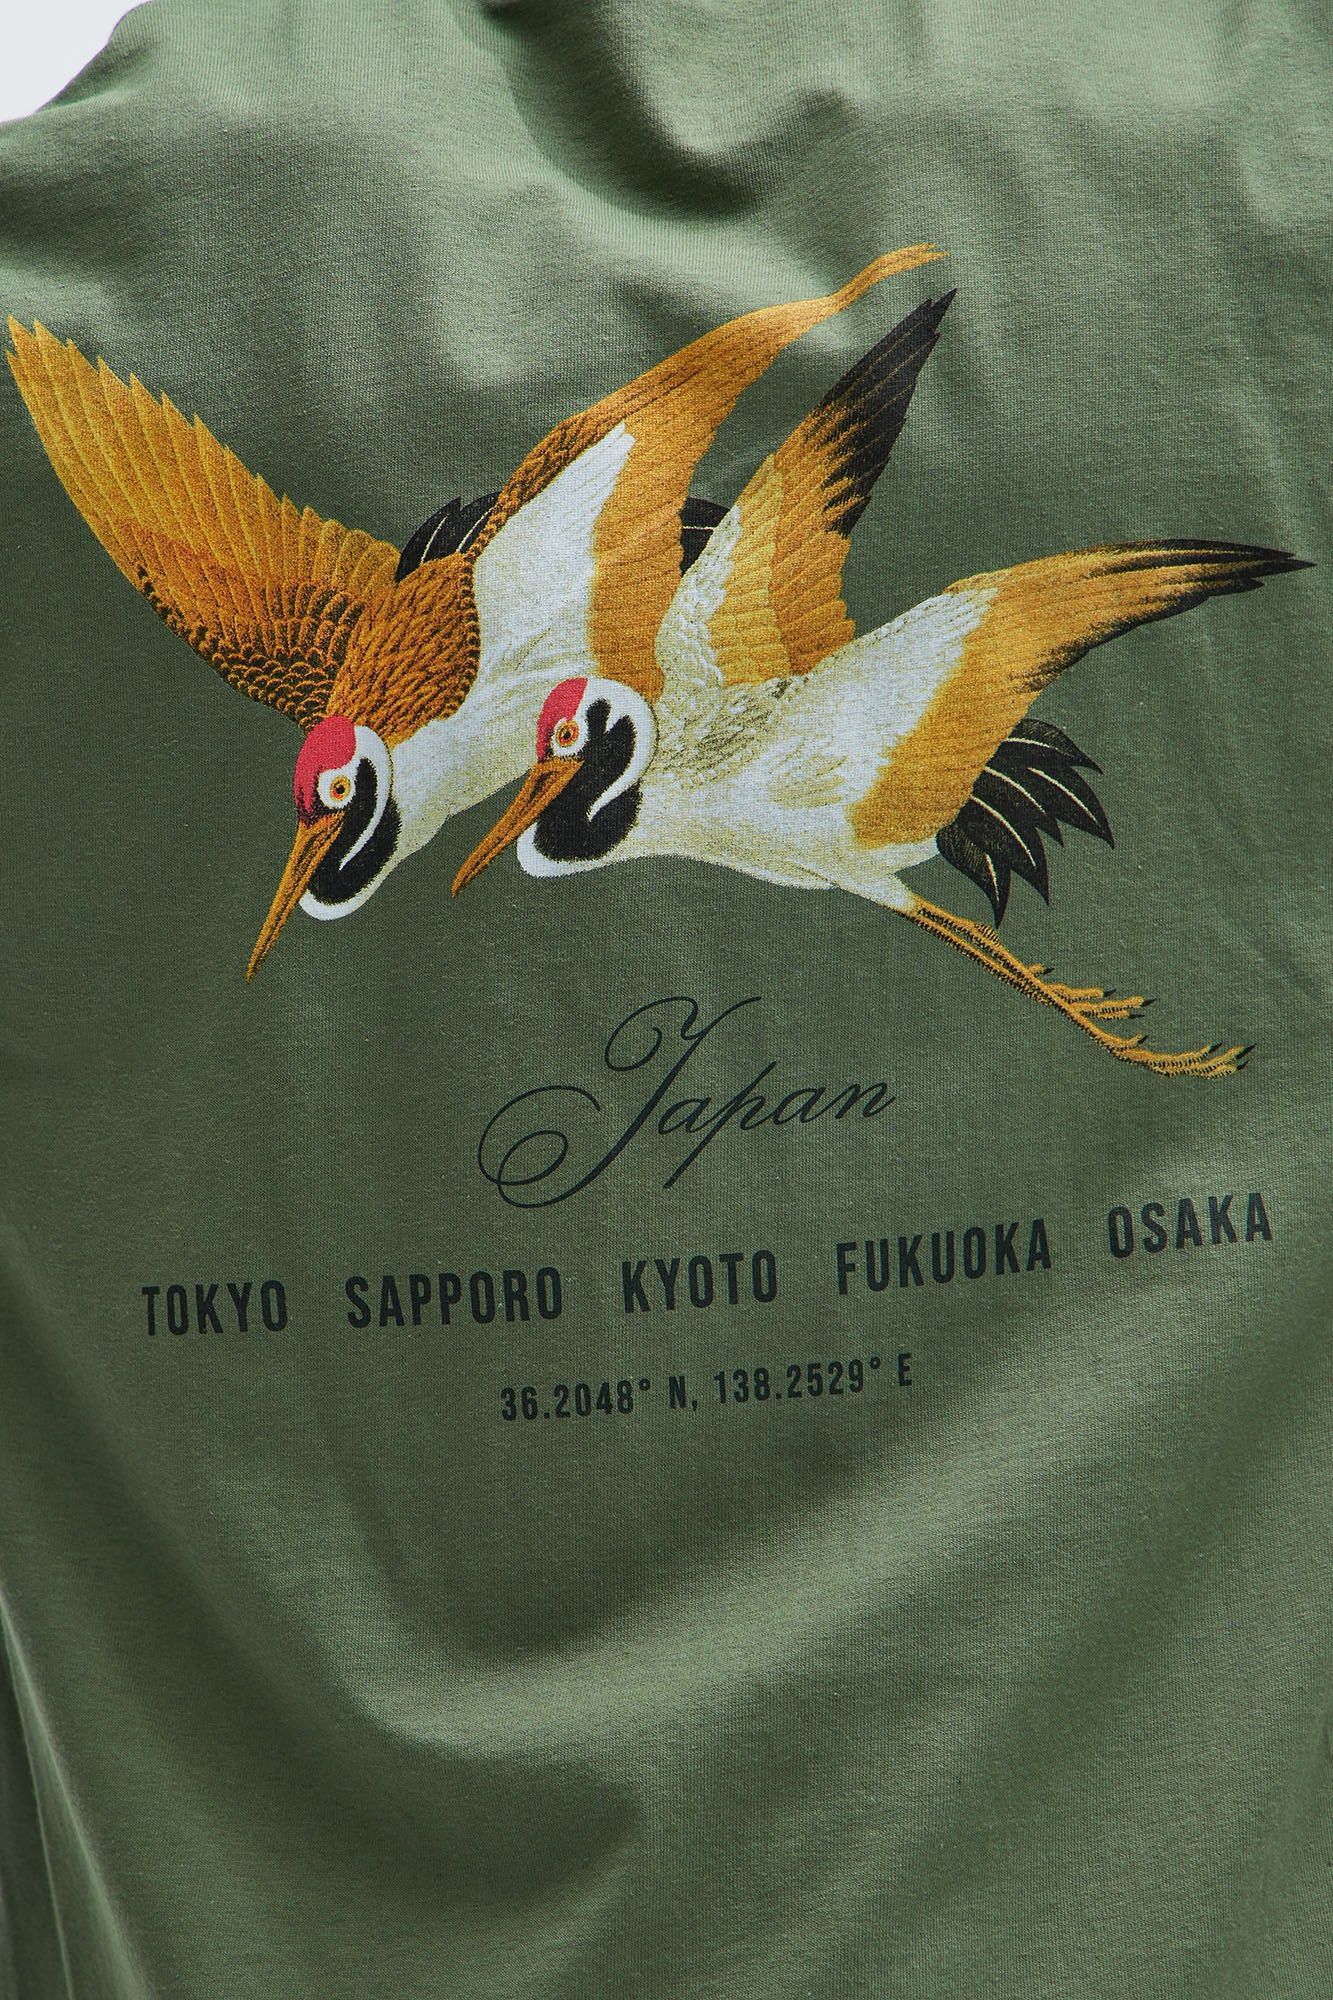 Japan
TOKYO SAPPORO KYOTO FUKUOKA OSAKA
36.2048° N, 138.2529° E